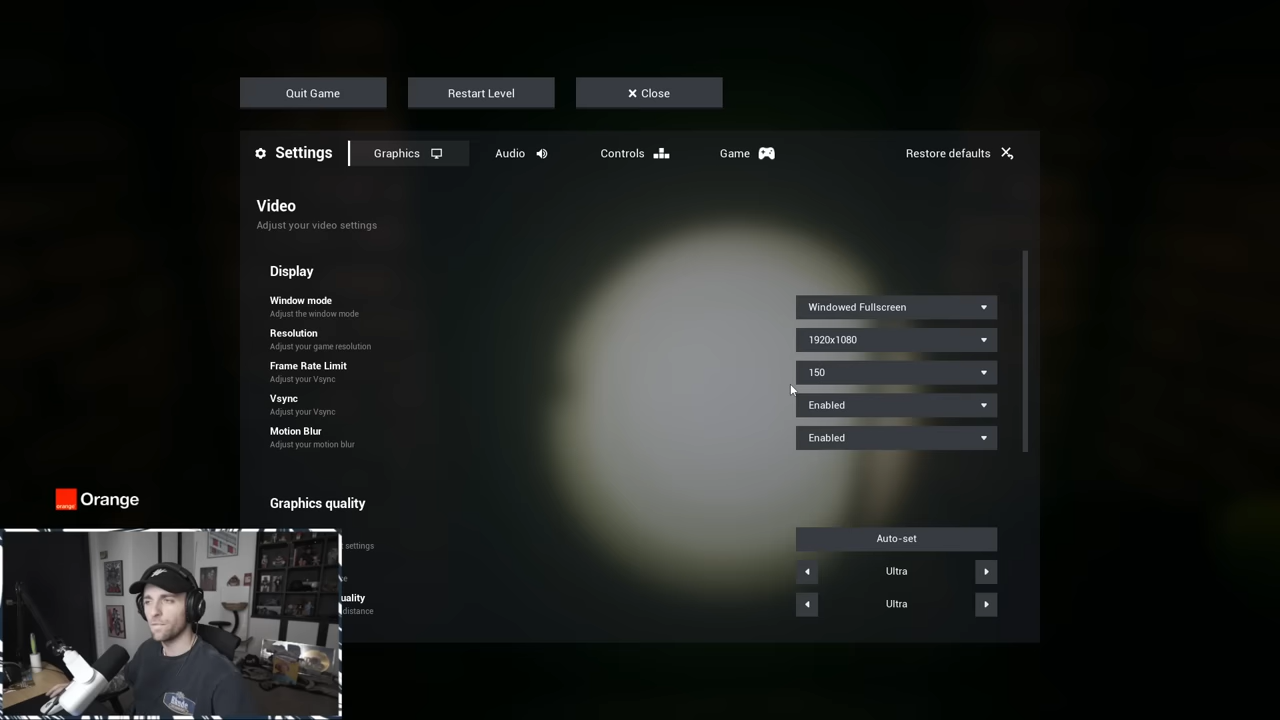 Quit Game
Restart Level
Close
Settings
Graphics
Audio
Controls
Game
Restore defaults
Video
Adjust your video settings
Display
Window mode
Adjust the window mode
Windowed Fullscreen
Resolution
Adjust your game resolution
1920x1080
Frame Rate Limit
Adjust your Vsync
150
Vsync
Adjust your Vsync
Enabled
Motion Blur
Adjust your motion blur
Enabled
Graphics quality
settings
Auto-set
Ultra
Ultra
distance
orange
Orange